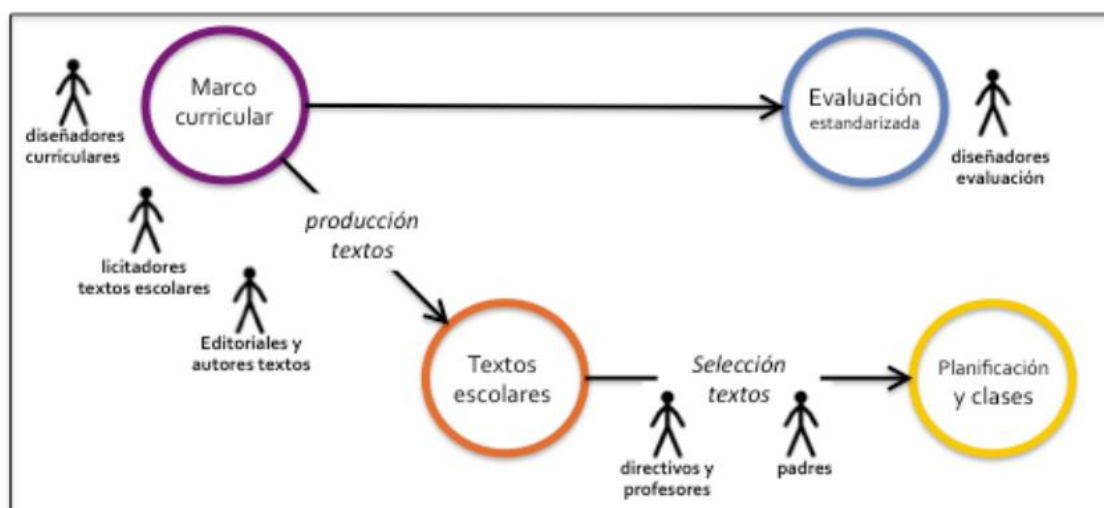 Marco
curricular
diseñadores
curriculares
Evaluación
estandarizada
diseñadores
evaluación
licitadores
textos escolares
producción
textos
Editoriales y
autores textos
Textos
escolares
Selección
textos
directivos y
profesores
padres
Planificación
y clases